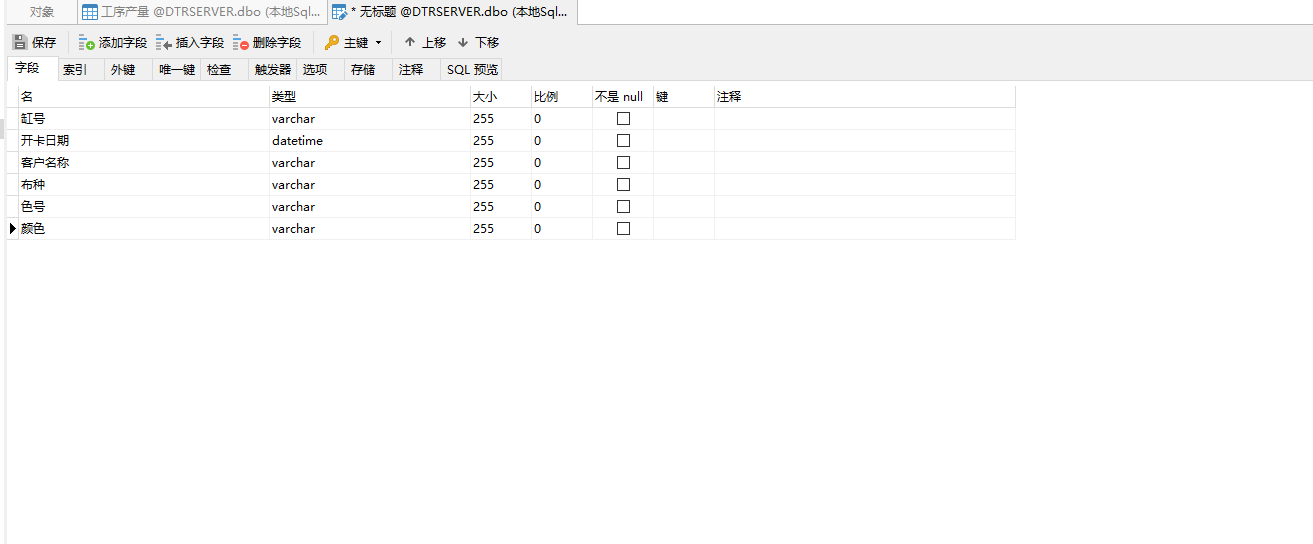 对象 工序产量 @DTRSERVER.dbo (本地Sql... * 无标题 @DTRSERVER.dbo (本地Sql...
保存 添加字段 插入字段 删除字段 主键 上移 下移
字段 索引 外键 唯一键 检查 触发器 选项 存储 注释 SQL 预览
名 类型 大小 比例 不是 null 键 注释
缸号 varchar 255 0
开卡日期 datetime 255 0
客户名称 varchar 255 0
布种 varchar 255 0
色号 varchar 255 0
颜色 varchar 255 0